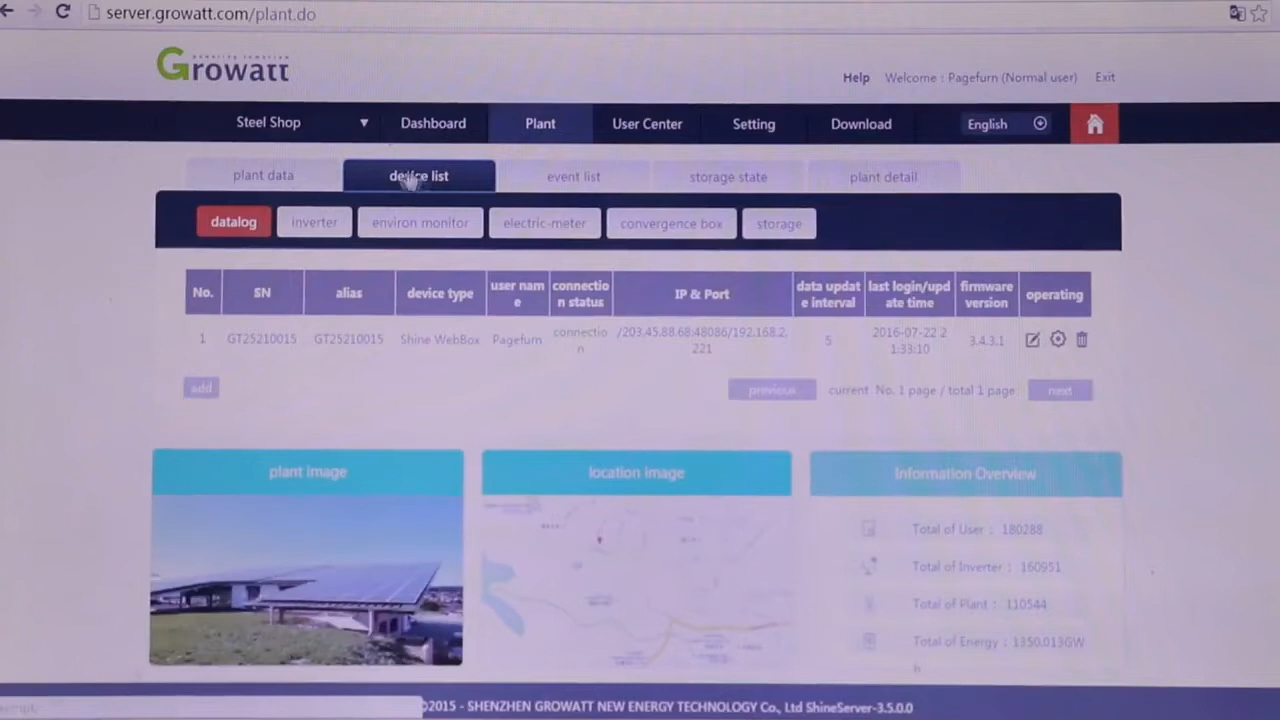 server.growatt.com/plant.do
Growatt
Help Welcome : Pagefurn (Normal user) Exit
Steel Shop ▼ Dashboard Plant User Center Setting Download English
plant data device list event list storage state plant detail
datalog inverter environ monitor electric-meter convergence box storage
No. SN alias device type user nam connectio IP & Port data updat last login/upd firmware operating
e n status e interval ate time version
1 GT25210015 GT25210015 Shine WebBox Pagefurn connectio /203.45.88.68:48086/192.168.2. 5 2016-07-22 2 3.4.3.1
n 221 1:33:10
add previous current No. 1 page / total 1 page next
plant image location image Information Overview
Total of User : 180288
Total of Inverter : 160951
Total of Plant : 110544
Total of Energy : 1350.013GW
h
©2015 - SHENZHEN GROWATT NEW ENERGY TECHNOLOGY Co., Ltd ShineServer-3.5.0.0